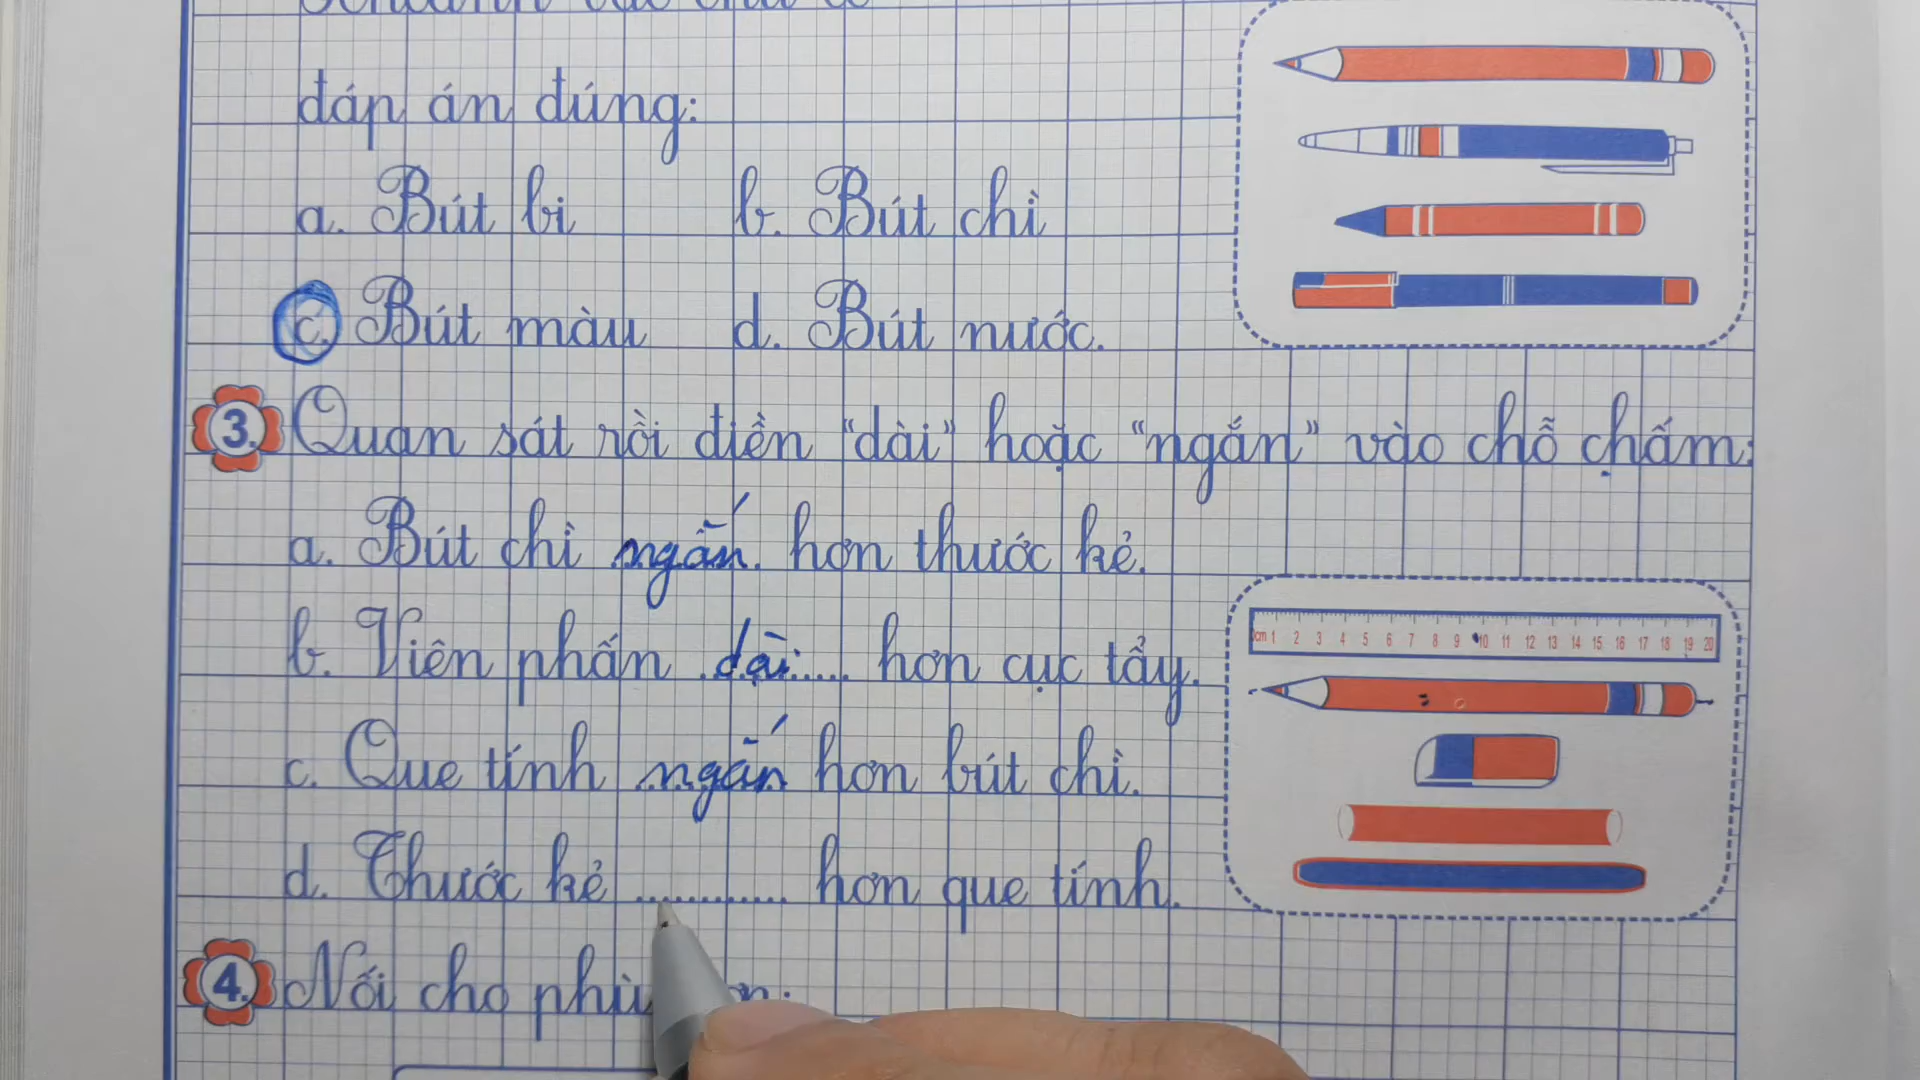 đáp án đúng:
a. Bút bi b. Bút chì
c. Bút màu d. Bút nước.
3. Quan sát rồi điền "dài" hoặc "ngắn" vào chỗ chấm:
a. Bút chì ngắn hơn thước kẻ.
b. Viên phấn dài hơn cục tẩy.
cm 1 2 3 4 5 6 7 8 9 10 11 12 13 14 15 16 17 18 19 20
c. Que tính ngắn hơn bút chì.
d. Thước kẻ ............ hơn que tính.
4. Nối cho